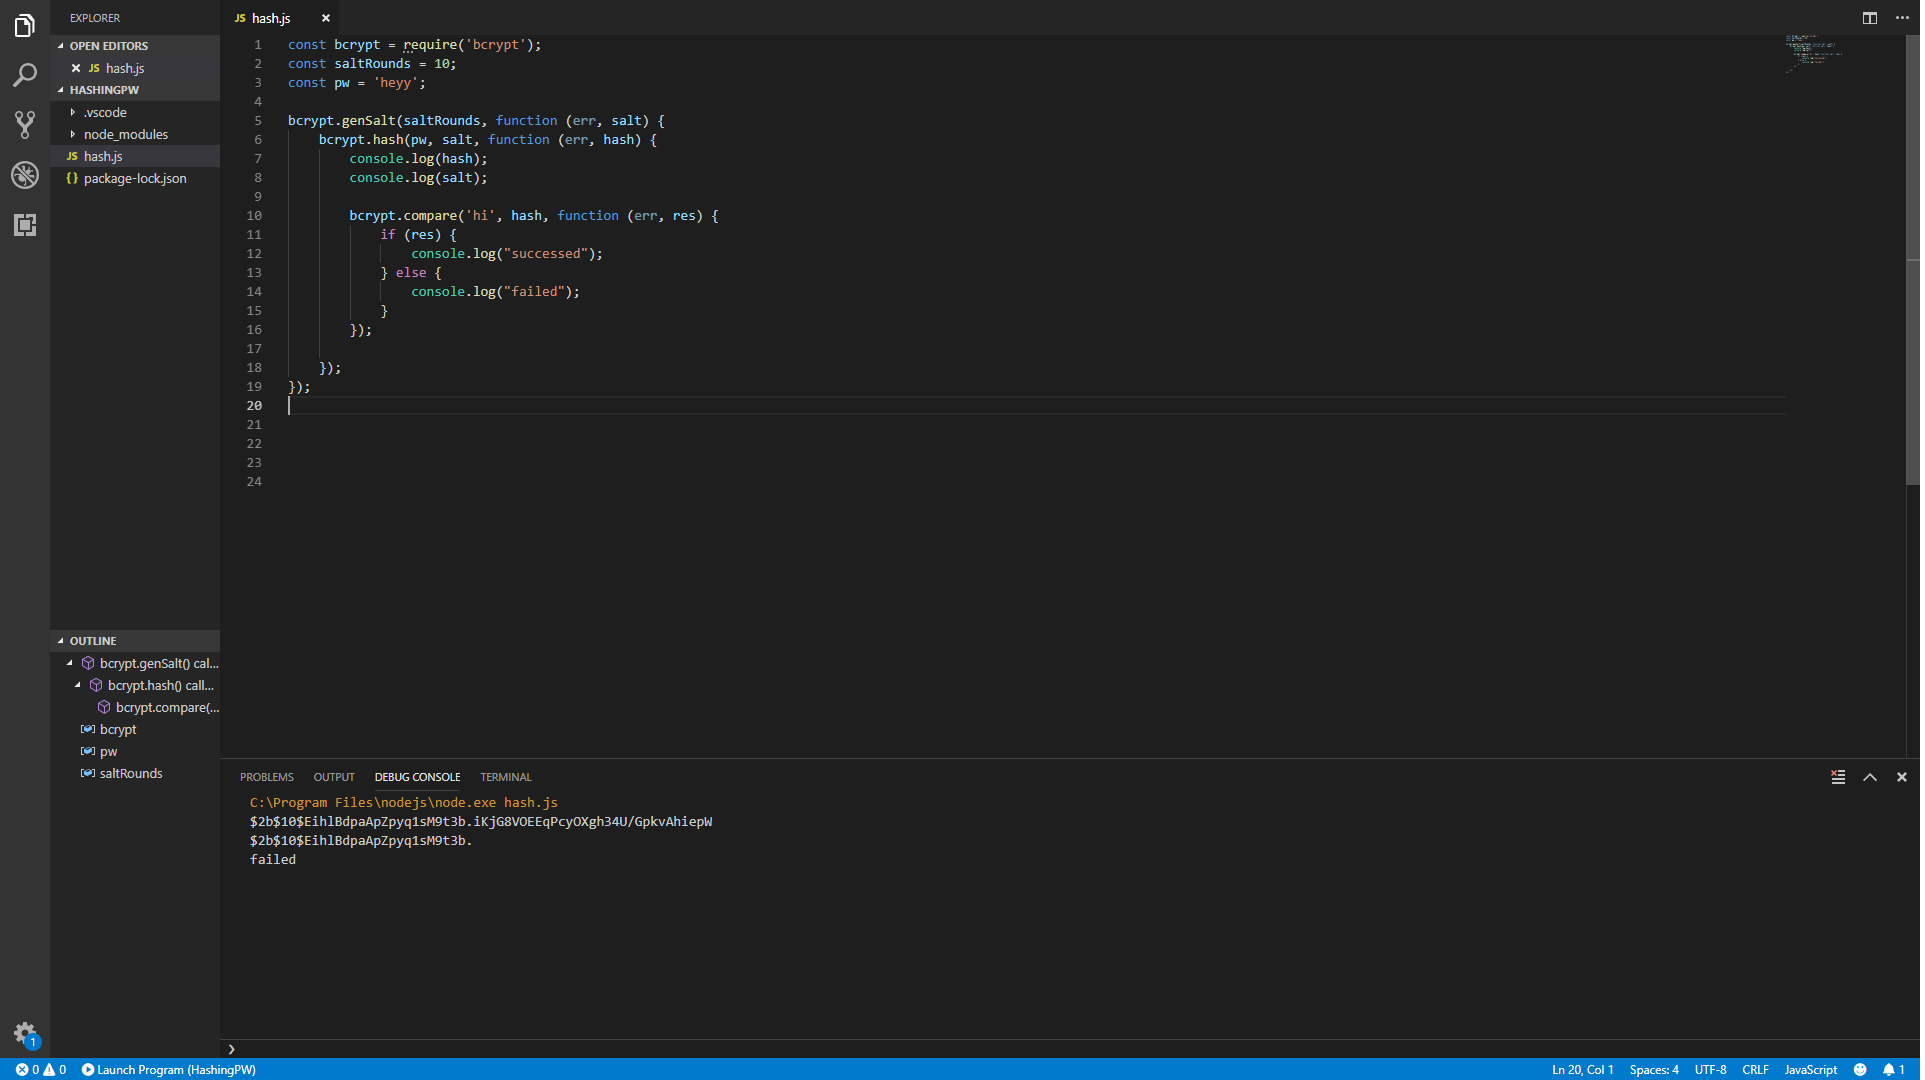 EXPLORER
OPEN EDITORS
JS hash.js
HASHINGPW
.vscode
node_modules
JS hash.js
{} package-lock.json
OUTLINE
bcrypt.genSalt() cal...
bcrypt.hash() call...
bcrypt.compare(...
bcrypt
pw
saltRounds
1
JS hash.js
1 const bcrypt = require('bcrypt');
2 const saltRounds = 10;
3 const pw = 'heyy';
4
5 bcrypt.genSalt(saltRounds, function (err, salt) {
6 bcrypt.hash(pw, salt, function (err, hash) {
7 console.log(hash);
8 console.log(salt);
9
10 bcrypt.compare('hi', hash, function (err, res) {
11 if (res) {
12 console.log("successed");
13 } else {
14 console.log("failed");
15 }
16 });
17
18 });
19 });
20
21
22
23
24
PROBLEMS OUTPUT DEBUG CONSOLE TERMINAL
C:\Program Files\nodejs\node.exe hash.js
$2b$10$EihlBdpaApZpyq1sM9t3b.iKjG8VOEEqPcyOXgh34U/GpkvAhiepW
$2b$10$EihlBdpaApZpyq1sM9t3b.
failed
0 0 Launch Program (HashingPW) Ln 20, Col 1 Spaces: 4 UTF-8 CRLF JavaScript 1